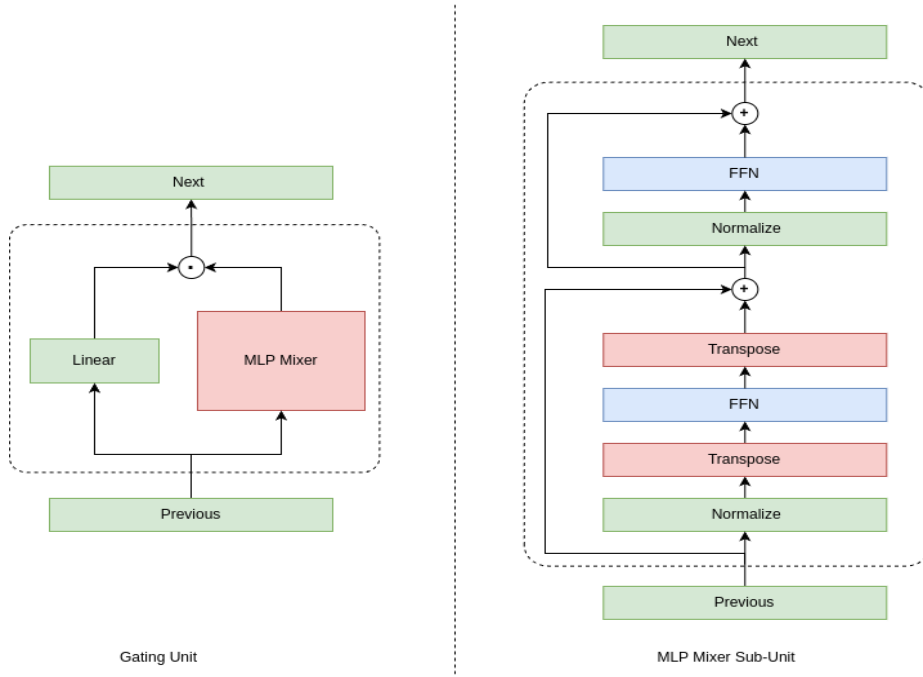 Next
Linear
MLP Mixer
Previous
Gating Unit
Next
FFN
Normalize
Transpose
FFN
Transpose
Normalize
Previous
MLP Mixer Sub-Unit